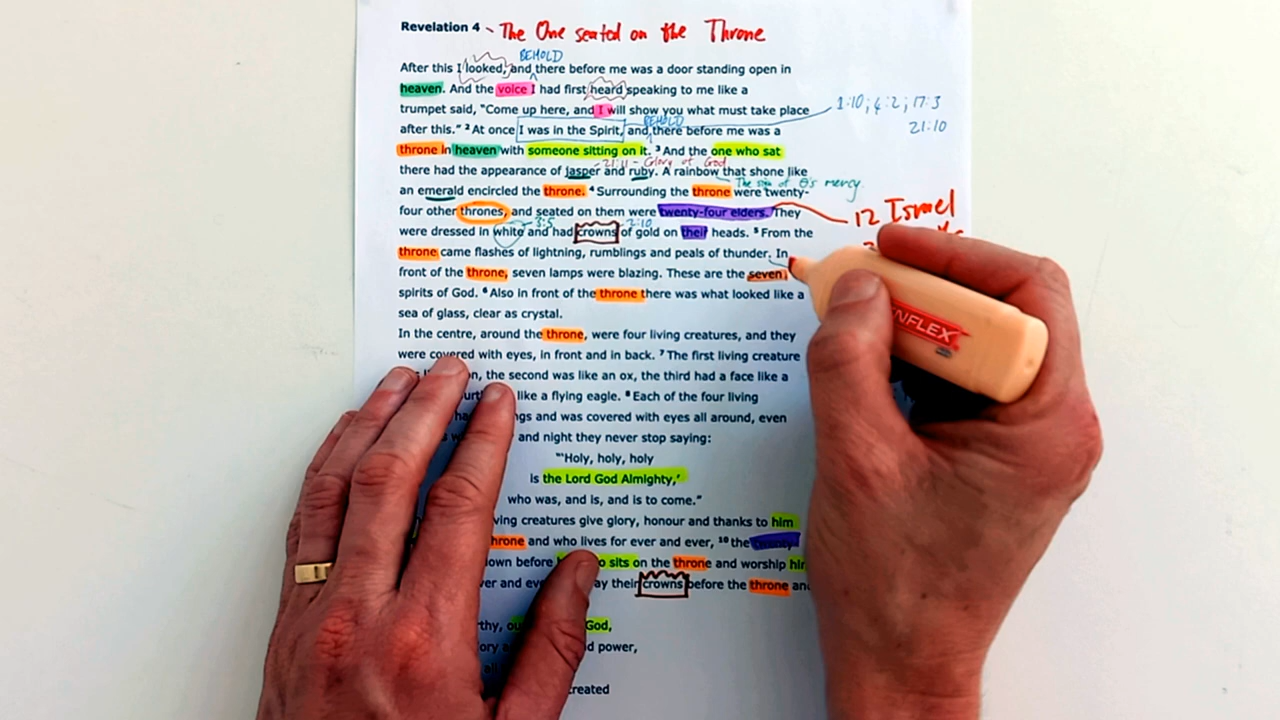 Revelation 4 - The One seated on the Throne
BEHOLD
After this I looked, and there before me was a door standing open in
heaven. And the voice I had first heard speaking to me like a
trumpet said, "Come up here, and I will show you what must take place
1:10; 4:2; 17:3
21:10
BEHOLD
after this." ² At once I was in the Spirit, and there before me was a
throne in heaven with someone sitting on it. ³ And the one who sat
21:11 - Glory of God
there had the appearance of jasper and ruby. A rainbow that shone like
The sign of G's mercy
an emerald encircled the throne. ⁴ Surrounding the throne were twenty-
four other thrones, and seated on them were twenty-four elders. They
12 Israel
3:5
2:10
were dressed in white and had crowns of gold on their heads. ⁵ From the
throne came flashes of lightning, rumblings and peals of thunder. In
front of the throne, seven lamps were blazing. These are the seven
spirits of God. ⁶ Also in front of the throne there was what looked like a
sea of glass, clear as crystal.
In the centre, around the throne, were four living creatures, and they
were covered with eyes, in front and in back. ⁷ The first living creature
the second was like an ox, the third had a face like a
like a flying eagle. ⁸ Each of the four living
and was covered with eyes all around, even
and night they never stop saying:
"'Holy, holy, holy
is the Lord God Almighty,'
who was, and is, and is to come."
creatures give glory, honour and thanks to him
throne and who lives for ever and ever, ¹⁰ the twenty-
before sits on the throne and worship him
their crowns before the throne and
God,
power,
created